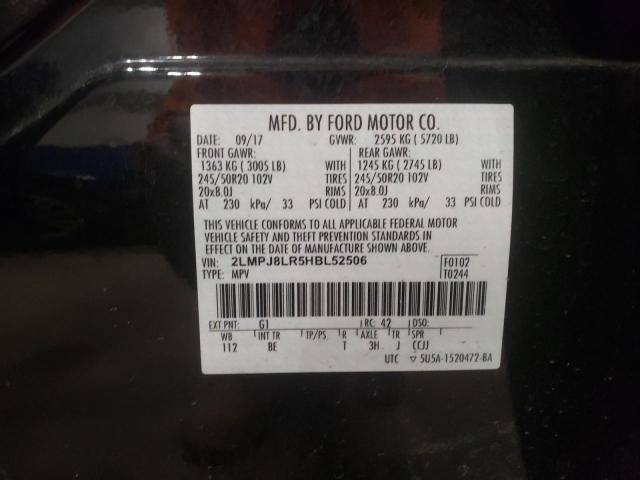 MFD. BY FORD MOTOR CO.
DATE: 09/17 GVWR: 2595 KG ( 5720 LB)
FRONT GAWR: REAR GAWR:
1363 KG ( 3005 LB) WITH 1245 KG ( 2745 LB) WITH
245/50R20 102V TIRES 245/50R20 102V TIRES
20x8.0J RIMS 20x8.0J RIMS
AT 230 kPa/ 33 PSI COLD AT 230 kPa/ 33 PSI COLD
THIS VEHICLE CONFORMS TO ALL APPLICABLE FEDERAL MOTOR
VEHICLE SAFETY AND THEFT PREVENTION STANDARDS IN
EFFECT ON THE DATE OF MANUFACTURE SHOWN ABOVE.
VIN: 2LMPJ8LR5HBL52506 F0102
TYPE: MPV T0244
EXT PNT: G1 RC: 42 DSO:
WB INT TR TP/PS R AXLE TR SPR
112 BE T 3H J CCJJ
UTC ▽ 5U5A-1520472-BA